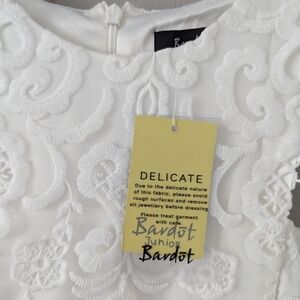 Bardot
DELICATE
Due to the delicate nature
of this fabric, please avoid
rough surfaces and remove
all jewellery before dressing
Please treat garment
with care.
Bardot
Junior
Bardot